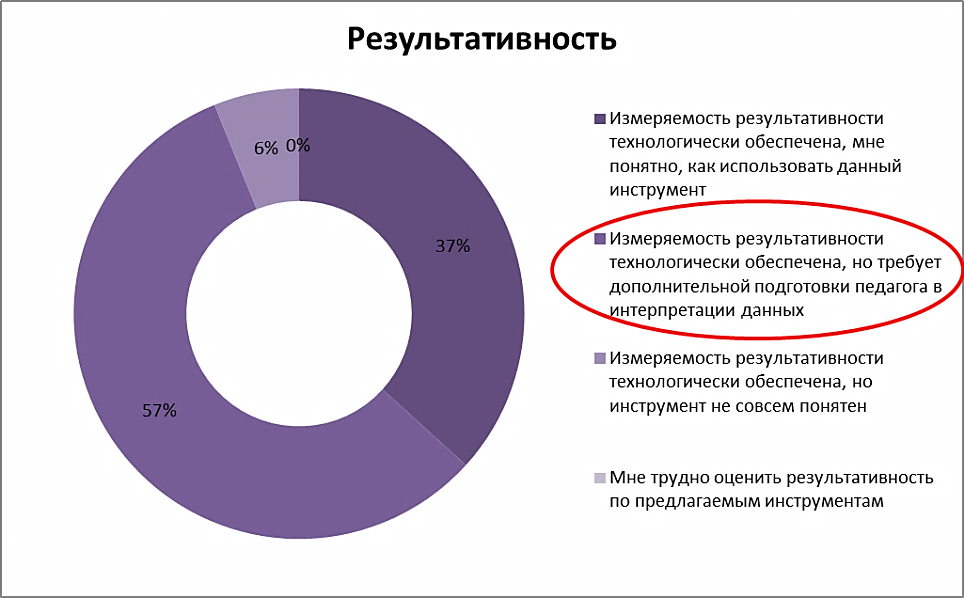 Результативность
6%
0%
37%
57%
Измеряемость результативности
технологически обеспечена, мне
понятно, как использовать данный
инструмент
Измеряемость результативности
технологически обеспечена, но требует
дополнительной подготовки педагога в
интерпретации данных
Измеряемость результативности
технологически обеспечена, но
инструмент не совсем понятен
Мне трудно оценить результативность
по предлагаемым инструментам